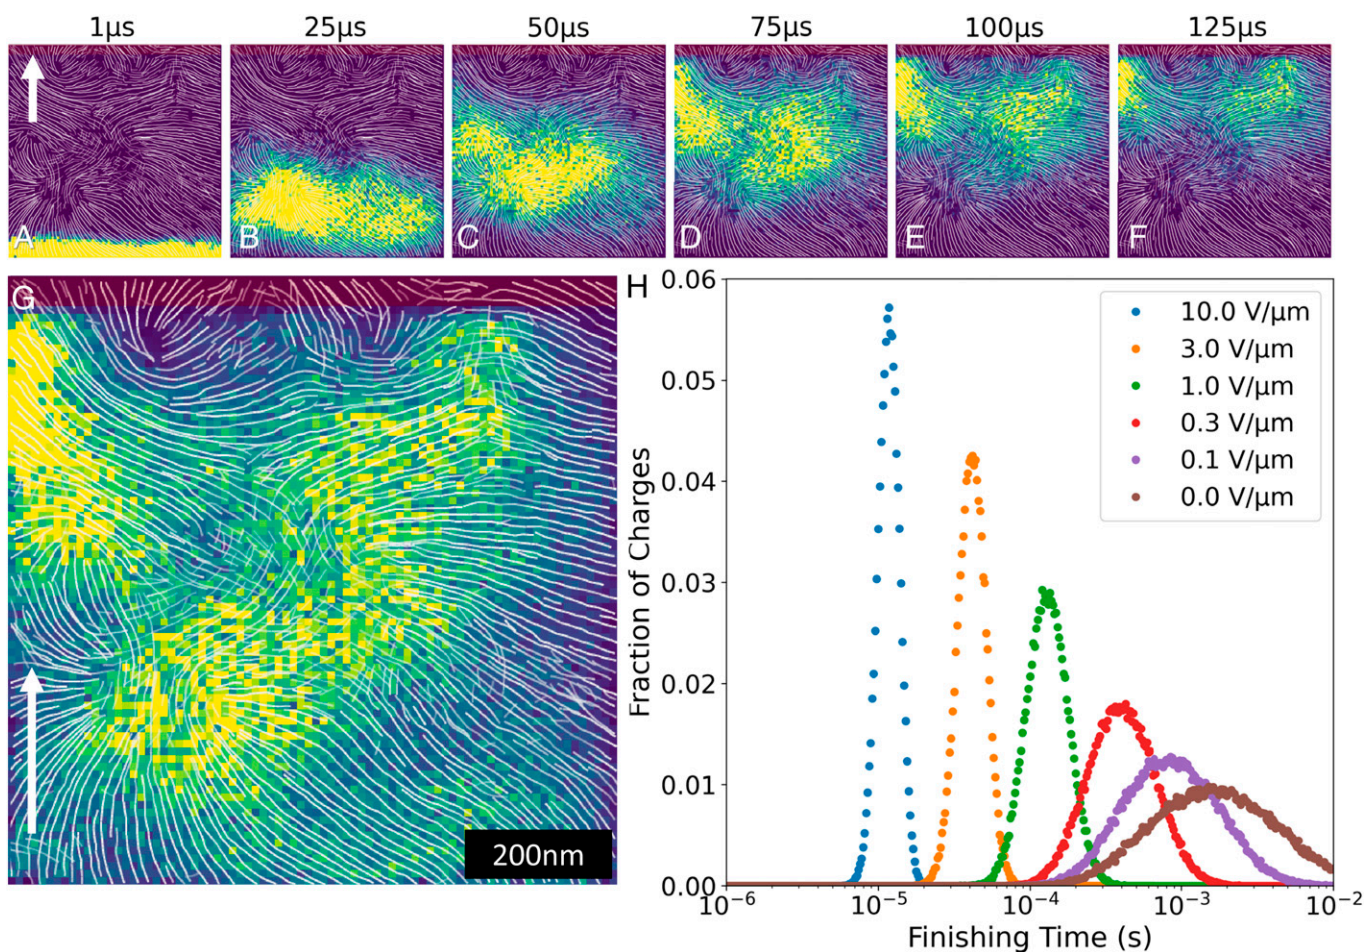 1μs 25μs 50μs 75μs 100μs 125μs
A B C D E F
G
200nm
H
0.06
0.05
0.04
0.03
0.02
0.01
0.00
Fraction of Charges
10.0 V/μm
3.0 V/μm
1.0 V/μm
0.3 V/μm
0.1 V/μm
0.0 V/μm
10⁻⁶ 10⁻⁵ 10⁻⁴ 10⁻³ 10⁻²
Finishing Time (s)